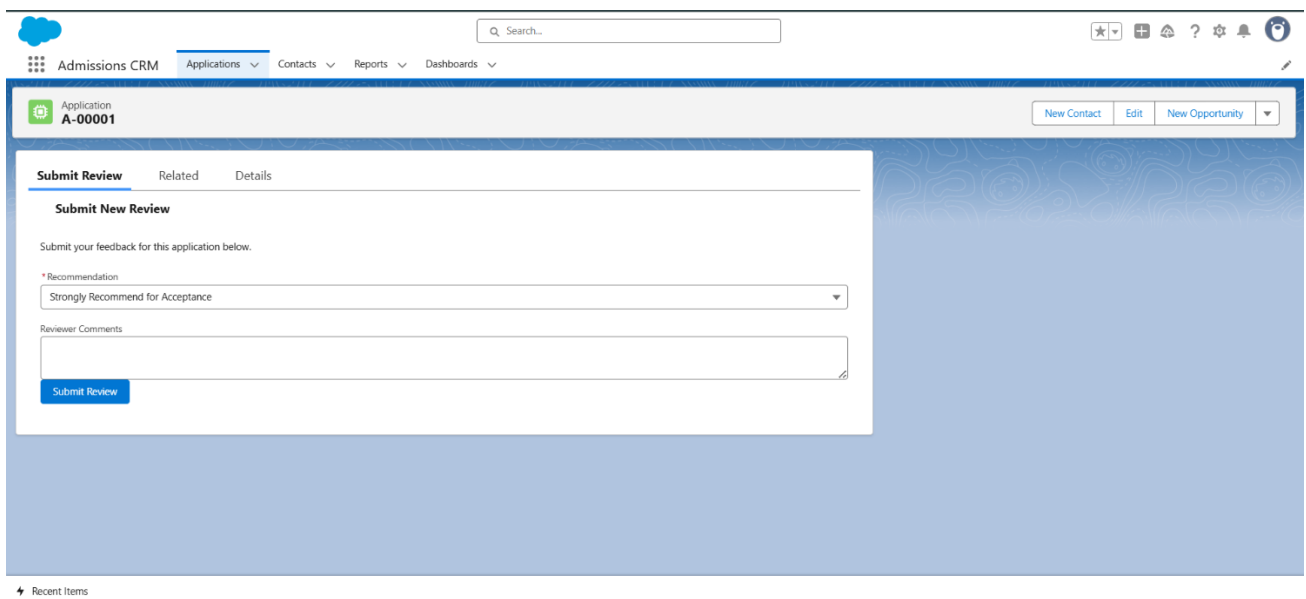 Search...
Admissions CRM Applications Contacts Reports Dashboards
Application
A-00001
New Contact Edit New Opportunity
Submit Review Related Details
Submit New Review
Submit your feedback for this application below.
*Recommendation
Strongly Recommend for Acceptance
Reviewer Comments
Submit Review
Recent Items